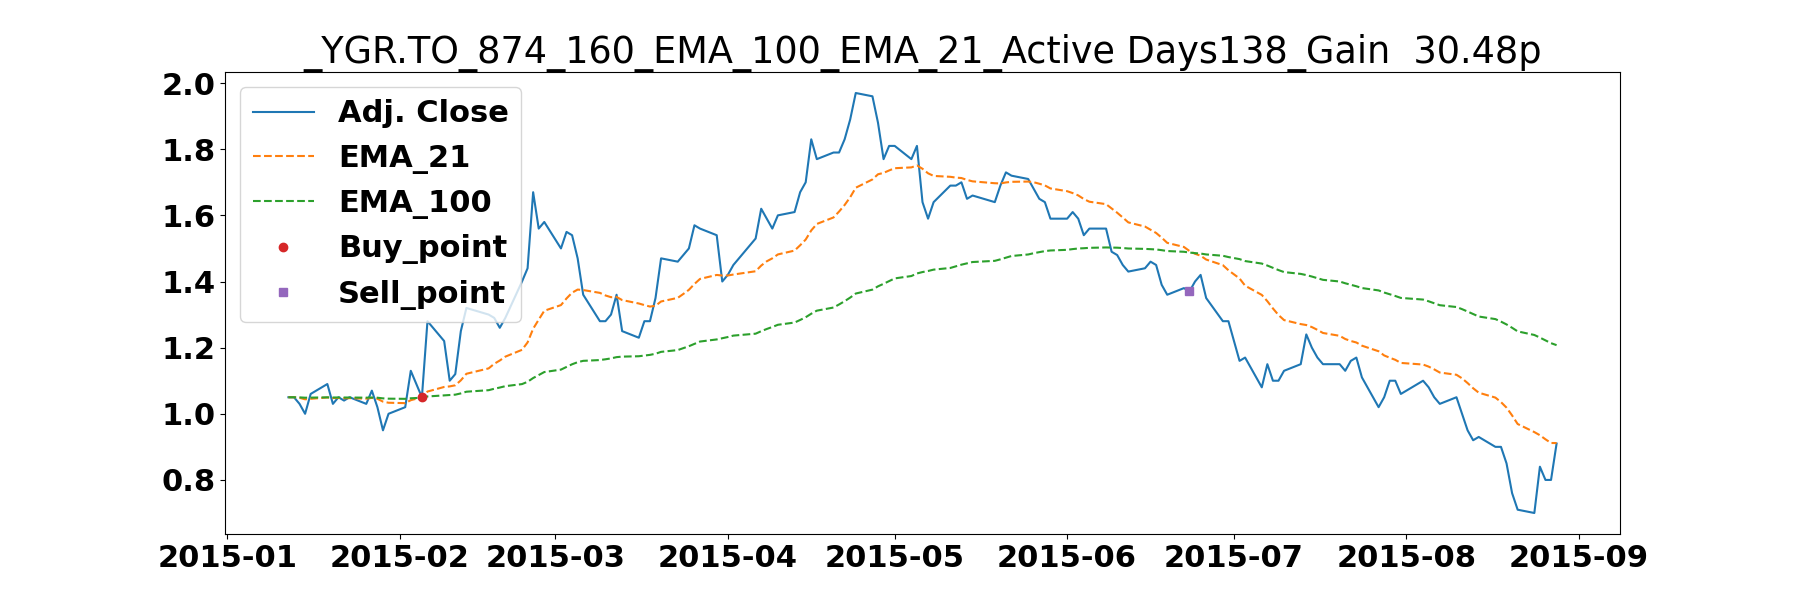 _YGR.TO_874_160_EMA_100_EMA_21_Active Days138_Gain  30.48p
2.0
1.8
1.6
1.4
1.2
1.0
0.8
Adj. Close
EMA_21
EMA_100
Buy_point
Sell_point
2015-01 2015-02 2015-03 2015-04 2015-05 2015-06 2015-07 2015-08 2015-09